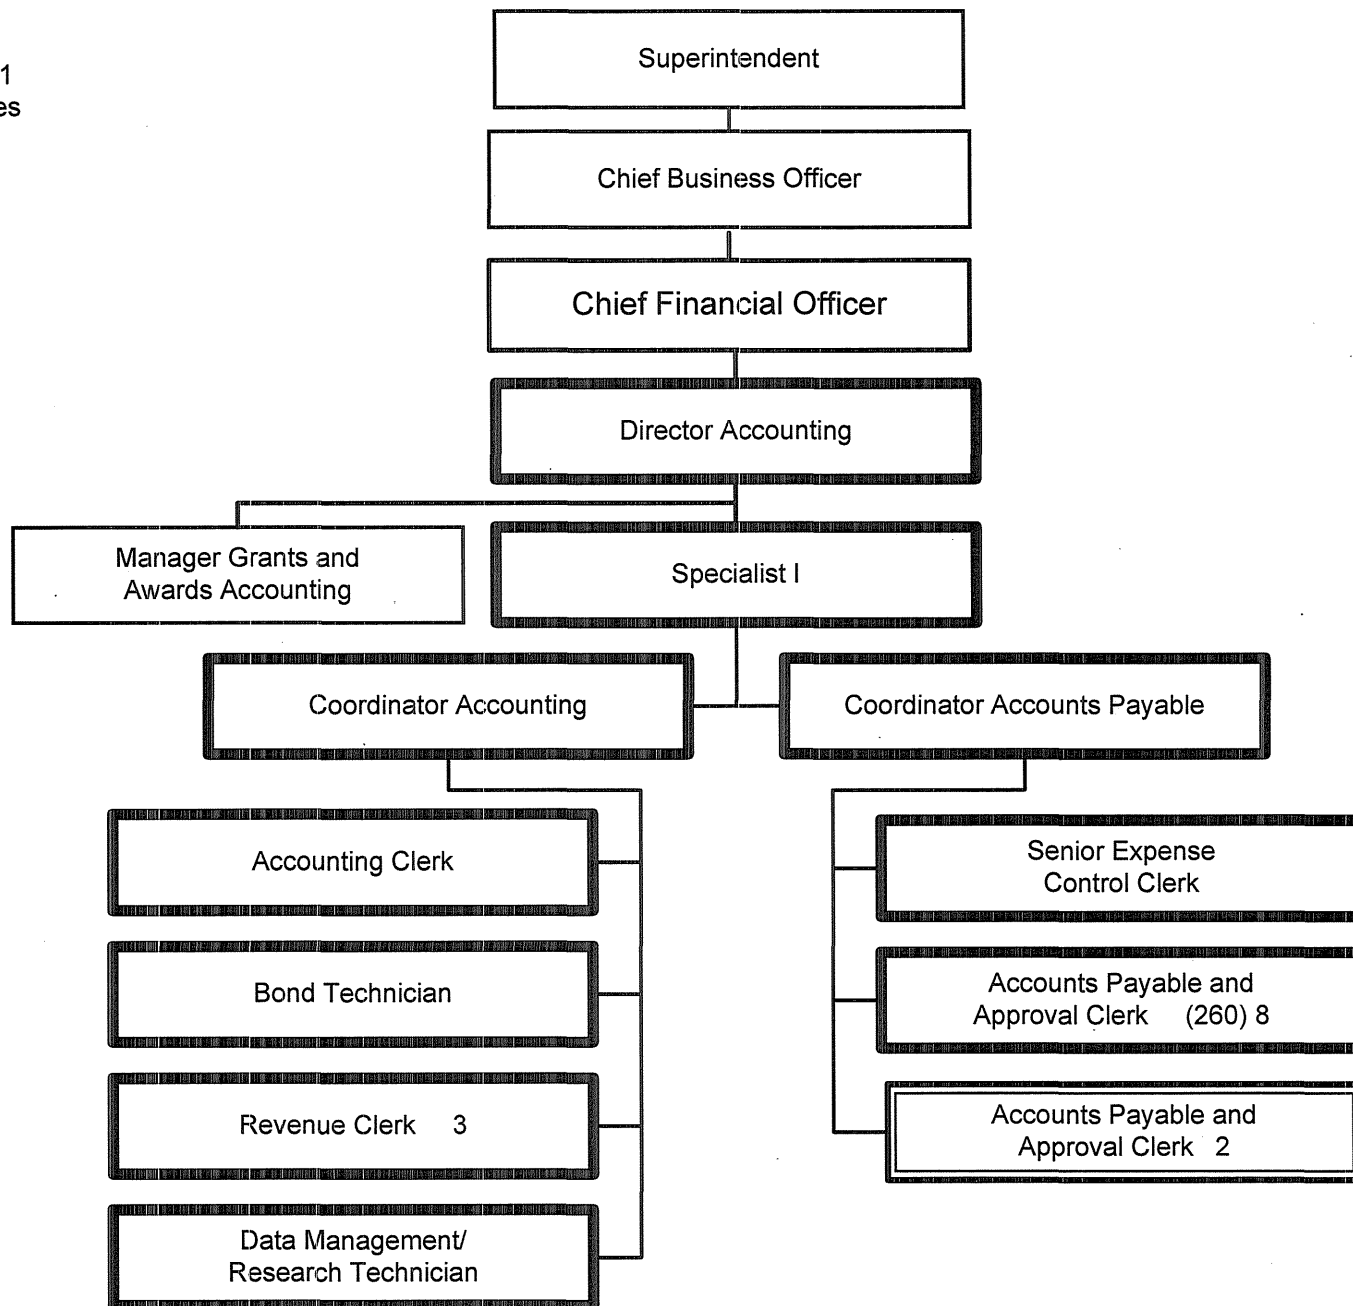 1
es
Superintendent
Chief Business Officer
Chief Financial Officer
Director Accounting
Manager Grants and
Awards Accounting
Specialist I
Coordinator Accounting
Coordinator Accounts Payable
Accounting Clerk
Bond Technician
Revenue Clerk 3
Data Management/
Research Technician
Senior Expense
Control Clerk
Accounts Payable and
Approval Clerk (260) 8
Accounts Payable and
Approval Clerk 2